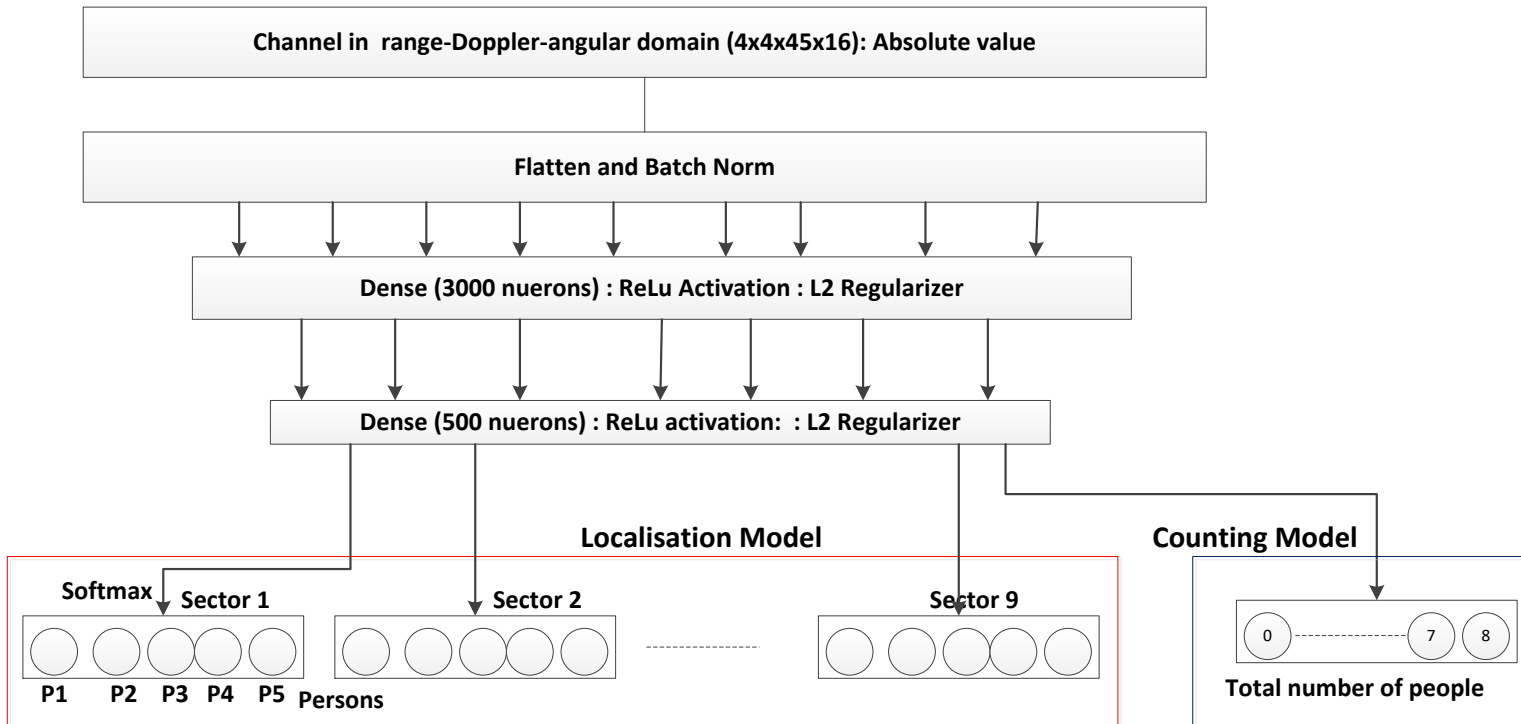 Channel in range-Doppler-angular domain (4x4x45x16): Absolute value
Flatten and Batch Norm
Dense (3000 nuerons) : ReLu Activation : L2 Regularizer
Dense (500 nuerons) : ReLu activation: : L2 Regularizer
Localisation Model
Counting Model
Softmax
Sector 1
Sector 2
Sector 9
0
7
8
P1 P2 P3 P4 P5 Persons
Total number of people